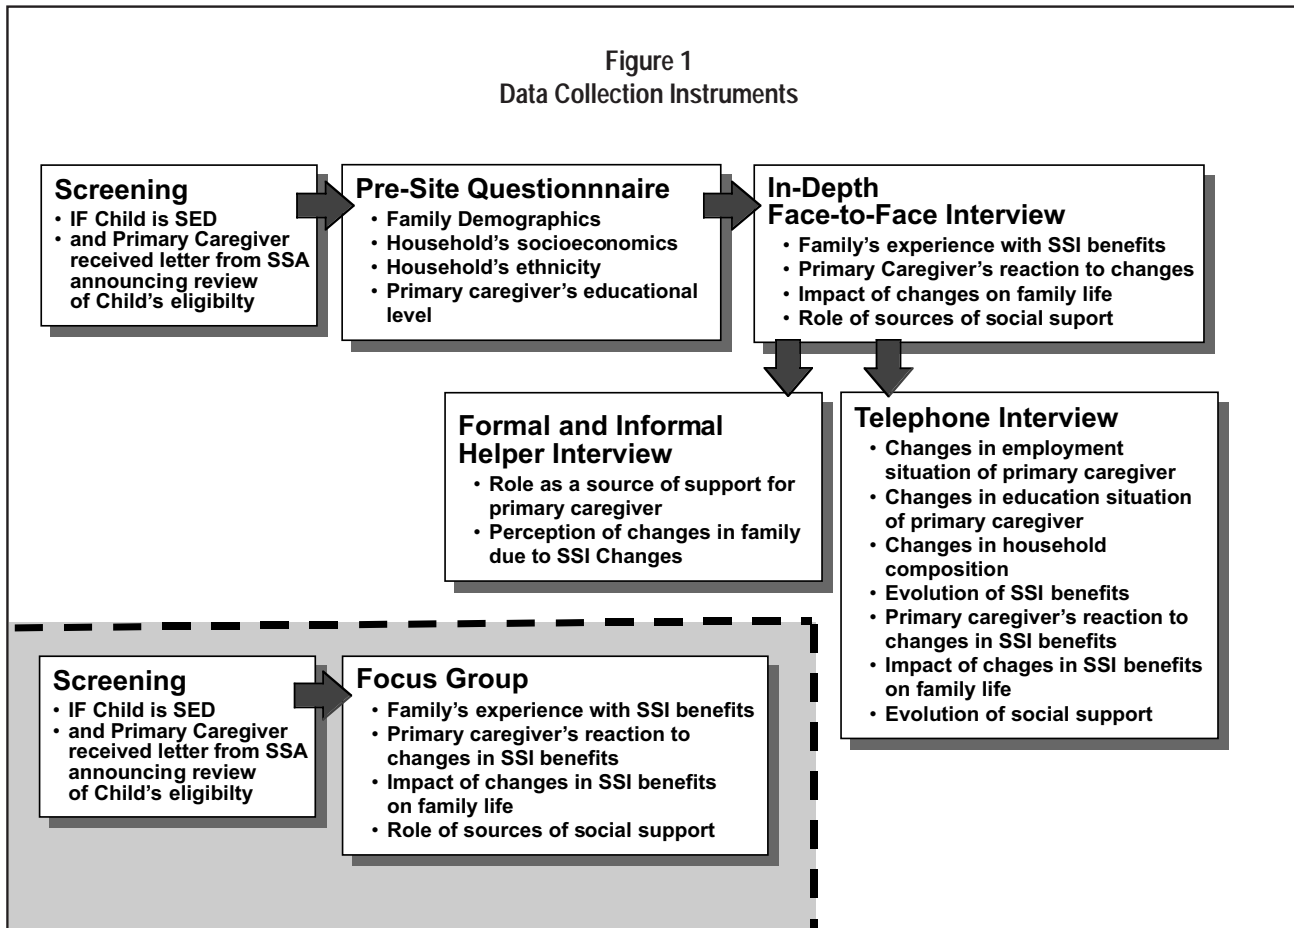 Figure 1
Data Collection Instruments
Screening
• IF Child is SED
• and Primary Caregiver
received letter from SSA
announcing review
of Child's eligibilty
Pre-Site Questionnnaire
• Family Demographics
• Household's socioeconomics
• Household's ethnicity
• Primary caregiver's educational
level
In-Depth
Face-to-Face Interview
• Family's experience with SSI benefits
• Primary Caregiver's reaction to changes
• Impact of changes on family life
• Role of sources of social suport
Formal and Informal
Helper Interview
• Role as a source of support for
primary caregiver
• Perception of changes in family
due to SSI Changes
Telephone Interview
• Changes in employment
situation of primary caregiver
• Changes in education situation
of primary caregiver
• Changes in household
composition
• Evolution of SSI benefits
• Primary caregiver's reaction to
changes in SSI benefits
• Impact of chages in SSI benefits
on family life
• Evolution of social support
Screening
• IF Child is SED
• and Primary Caregiver
received letter from SSA
announcing review
of Child's eligibilty
Focus Group
• Family's experience with SSI benefits
• Primary caregiver's reaction to
changes in SSI benefits
• Impact of changes in SSI benefits
on family life
• Role of sources of social support